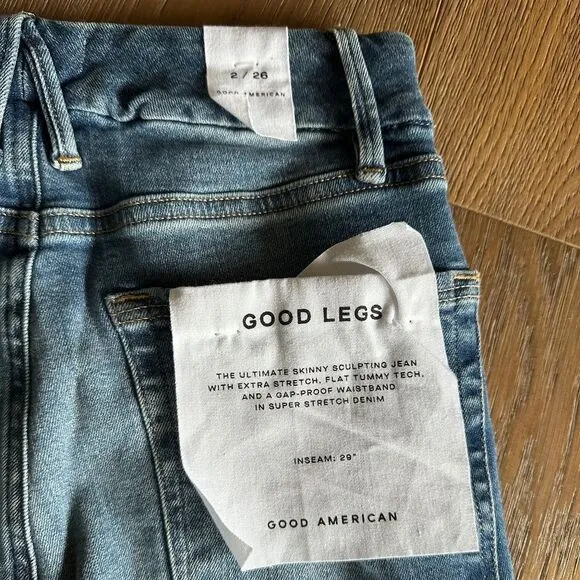 2 / 26
GOOD AMERICAN
GOOD LEGS
THE ULTIMATE SKINNY SCULPTING JEAN
WITH EXTRA STRETCH, FLAT TUMMY TECH,
AND A GAP-PROOF WAISTBAND
IN SUPER STRETCH DENIM
INSEAM: 29"
GOOD AMERICAN